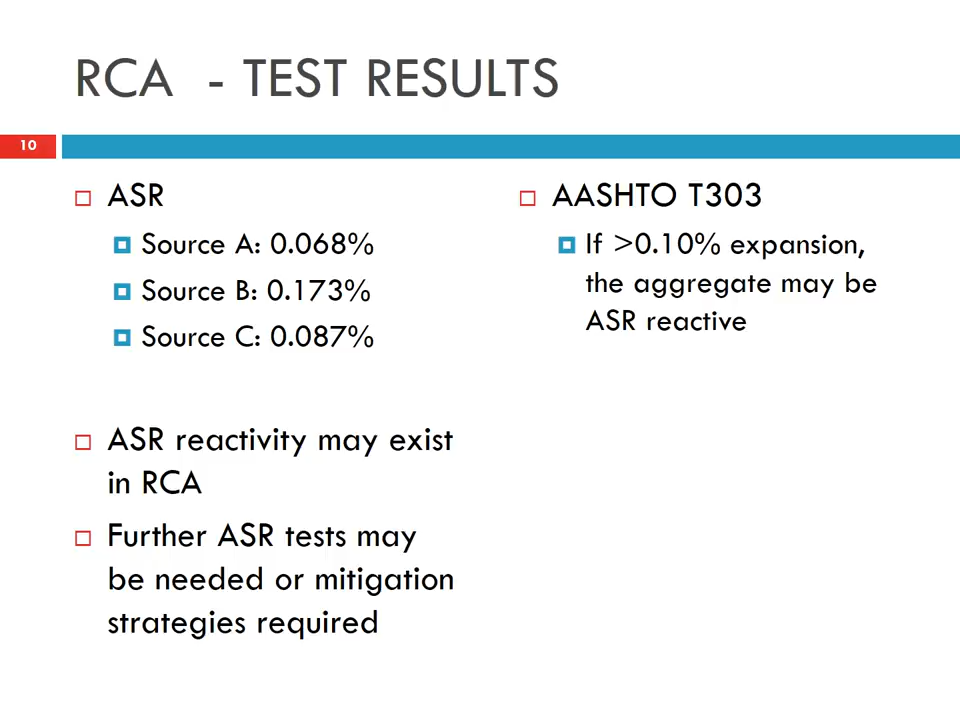 RCA - TEST RESULTS
10
ASR
Source A: 0.068%
Source B: 0.173%
Source C: 0.087%
ASR reactivity may exist
in RCA
Further ASR tests may
be needed or mitigation
strategies required
AASHTO T303
If >0.10% expansion,
the aggregate may be
ASR reactive